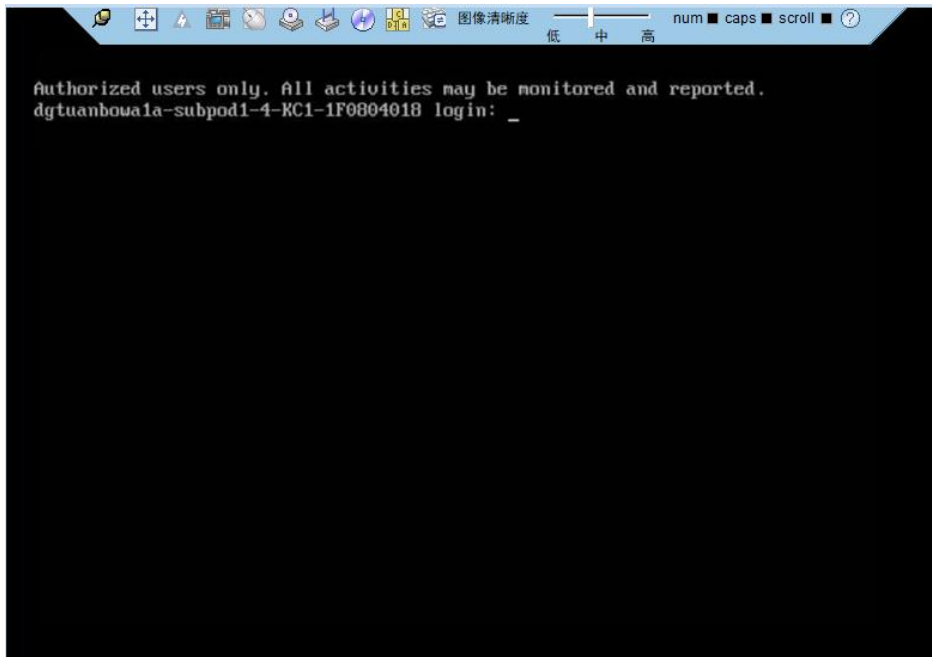 图像清晰度
低 中 高
num caps scroll ?
Authorized users only. All activities may be monitored and reported.
dgtuanbowa1a-subpod1-4-KC1-1F0804018 login: _